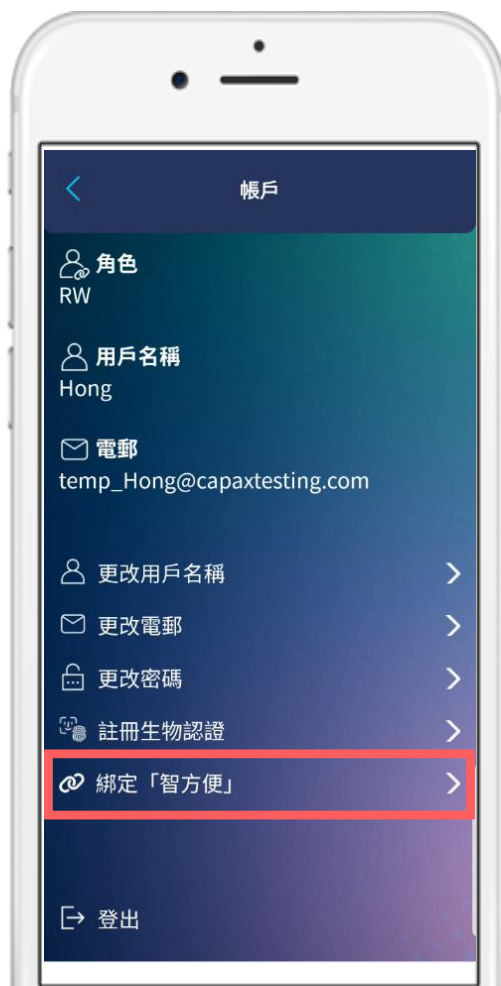 帳戶
角色
RW
用戶名稱
Hong
電郵
temp_Hong@capaxtesting.com
更改用戶名稱
更改電郵
更改密碼
註冊生物認證
綁定「智方便」
登出